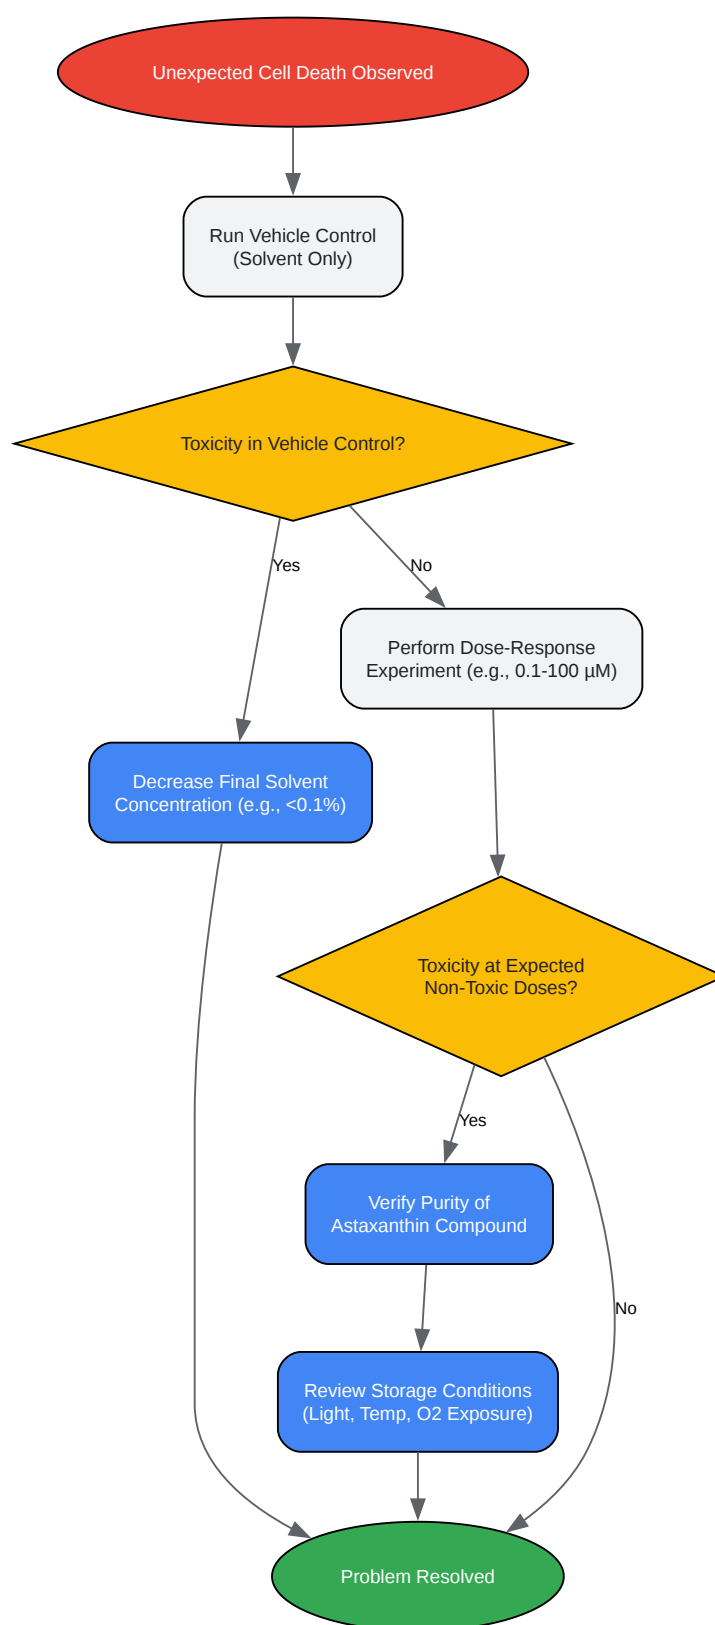 Unexpected Cell Death Observed
Run Vehicle Control
(Solvent Only)
Toxicity in Vehicle Control?
Yes
No
Perform Dose-Response
Experiment (e.g., 0.1-100 µM)
Decrease Final Solvent
Concentration (e.g., <0.1%)
Toxicity at Expected
Non-Toxic Doses?
Yes
Verify Purity of
Astaxanthin Compound
No
Review Storage Conditions
(Light, Temp, O2 Exposure)
Problem Resolved